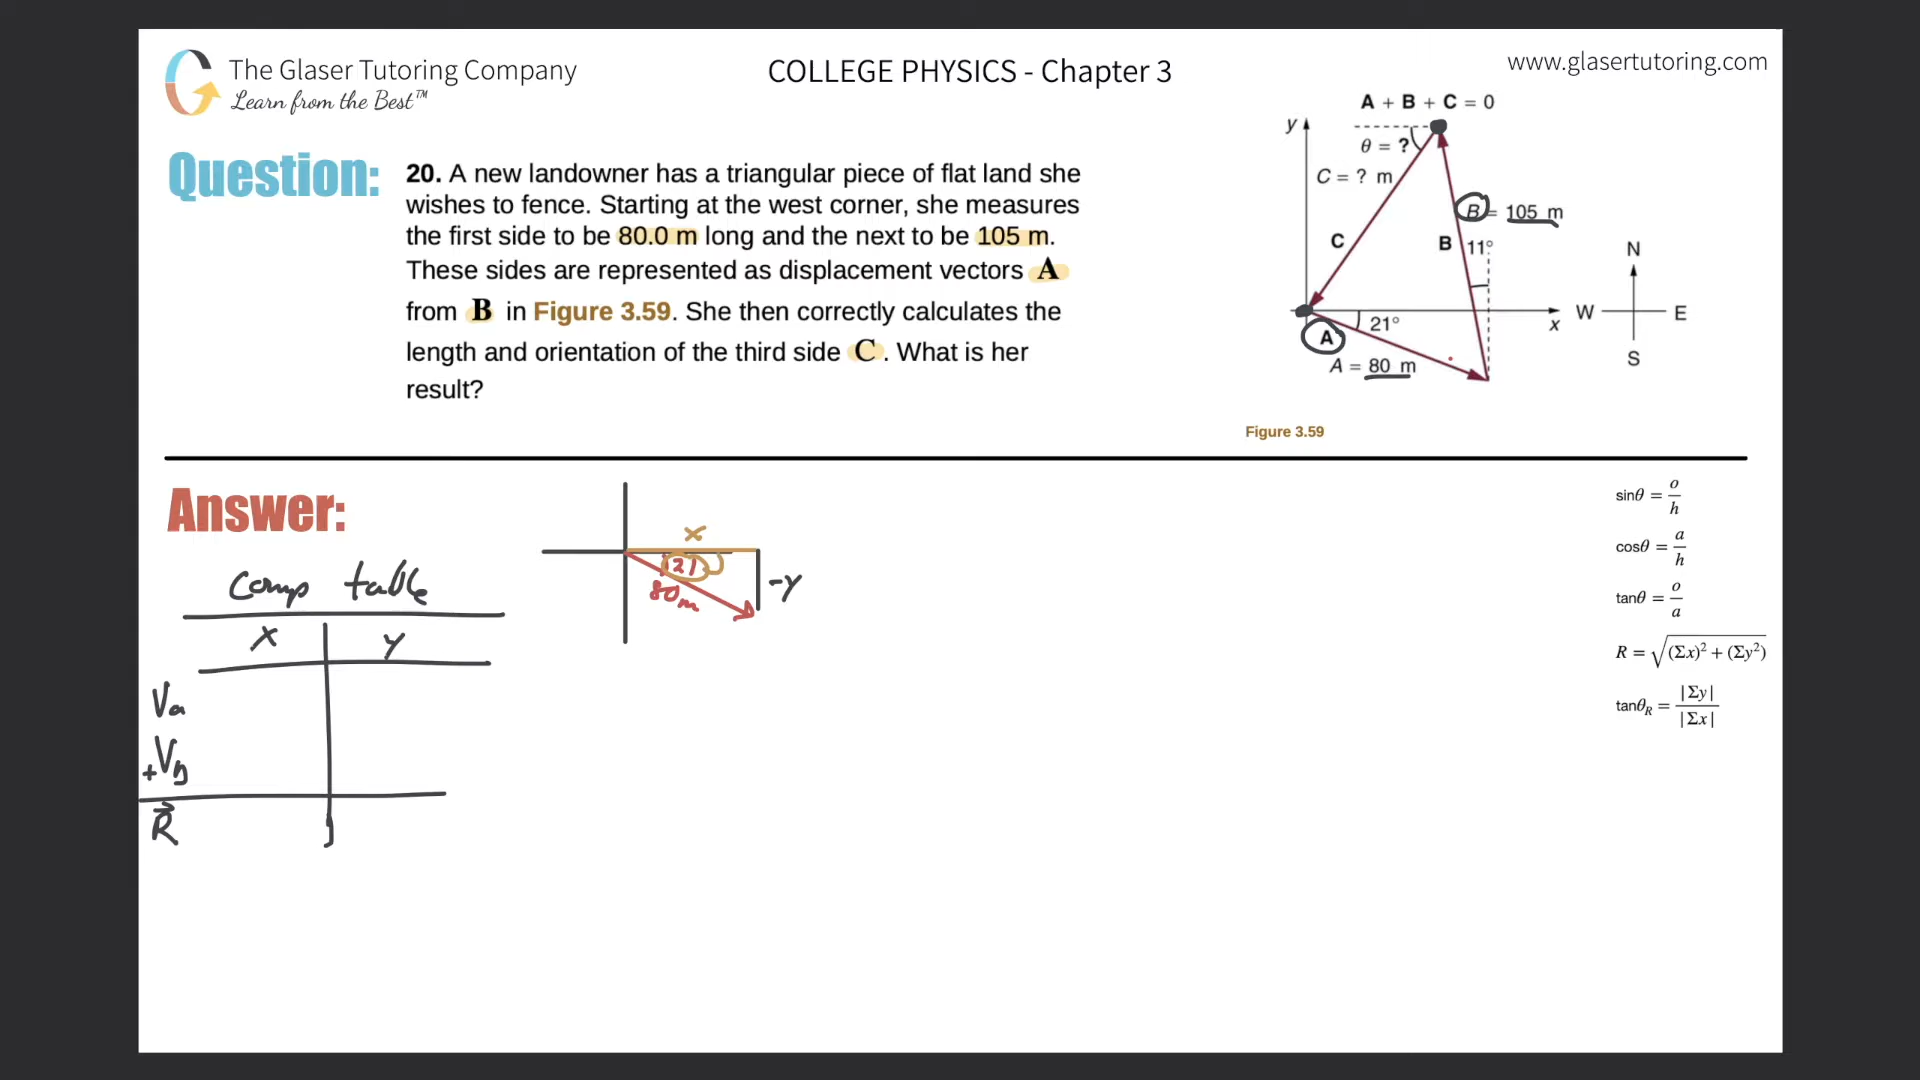 The Glaser Tutoring Company
Learn from the Best™
COLLEGE PHYSICS - Chapter 3
www.glasertutoring.com
Question:
20. A new landowner has a triangular piece of flat land she
wishes to fence. Starting at the west corner, she measures
the first side to be 80.0 m long and the next to be 105 m.
These sides are represented as displacement vectors A
from B in Figure 3.59. She then correctly calculates the
length and orientation of the third side C . What is her
result?
A + B + C = 0
y
θ = ?
C = ? m
B = 105 m
C
B
11°
21°
x
A
A = 80 m
N
W
E
S
Figure 3.59
Answer:
Comp table
x y
Va
+Vb
R⃗
x
21
80m
-y
sinθ = o/h
cosθ = a/h
tanθ = o/a
R = √(Σx)² + (Σy²)
tanθR = |Σy|/|Σx|